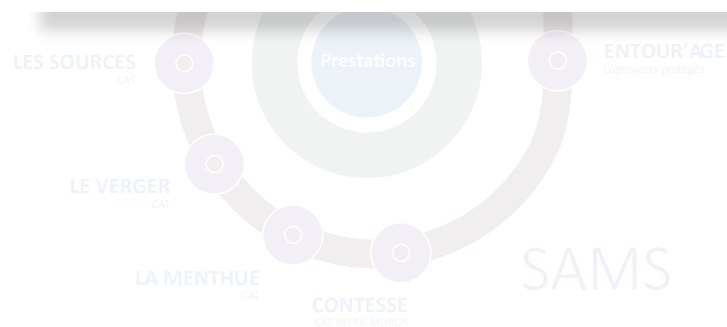 Prestations
ENTOUR'AGE
Logements protégés
LES SOURCES
CAT
LE VERGER
CAT
LA MENTHUE
CAT
SAMS
CONTESSE
CAT INTRA-MUROS